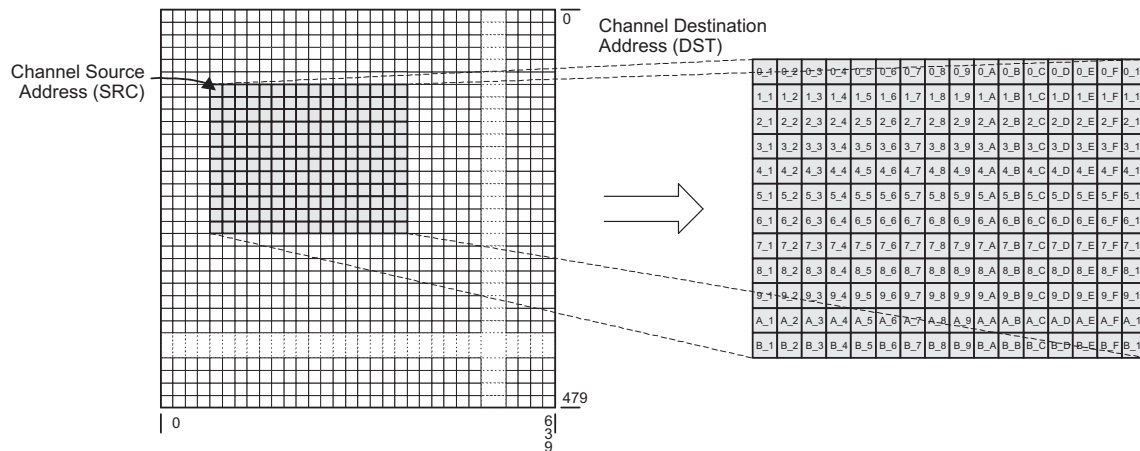 0
Channel Destination
Address (DST)
Channel Source
Address (SRC)
0_1 0_2 0_3 0_4 0_5 0_6 0_7 0_8 0_9 0_A 0_B 0_C 0_D 0_E 0_F 0_1
1_1 1_2 1_3 1_4 1_5 1_6 1_7 1_8 1_9 1_A 1_B 1_C 1_D 1_E 1_F 1_1
2_1 2_2 2_3 2_4 2_5 2_6 2_7 2_8 2_9 2_A 2_B 2_C 2_D 2_E 2_F 2_1
3_1 3_2 3_3 3_4 3_5 3_6 3_7 3_8 3_9 3_A 3_B 3_C 3_D 3_E 3_F 3_1
4_1 4_2 4_3 4_4 4_5 4_6 4_7 4_8 4_9 4_A 4_B 4_C 4_D 4_E 4_F 4_1
5_1 5_2 5_3 5_4 5_5 5_6 5_7 5_8 5_9 5_A 5_B 5_C 5_D 5_E 5_F 5_1
6_1 6_2 6_3 6_4 6_5 6_6 6_7 6_8 6_9 6_A 6_B 6_C 6_D 6_E 6_F 6_1
7_1 7_2 7_3 7_4 7_5 7_6 7_7 7_8 7_9 7_A 7_B 7_C 7_D 7_E 7_F 7_1
8_1 8_2 8_3 8_4 8_5 8_6 8_7 8_8 8_9 8_A 8_B 8_C 8_D 8_E 8_F 8_1
9_1 9_2 9_3 9_4 9_5 9_6 9_7 9_8 9_9 9_A 9_B 9_C 9_D 9_E 9_F 9_1
A_1 A_2 A_3 A_4 A_5 A_6 A_7 A_8 A_9 A_A A_B A_C A_D A_E A_F A_1
B_1 B_2 B_3 B_4 B_5 B_6 B_7 B_8 B_9 B_A B_B B_C B_D B_E B_F B_1
479
0
639